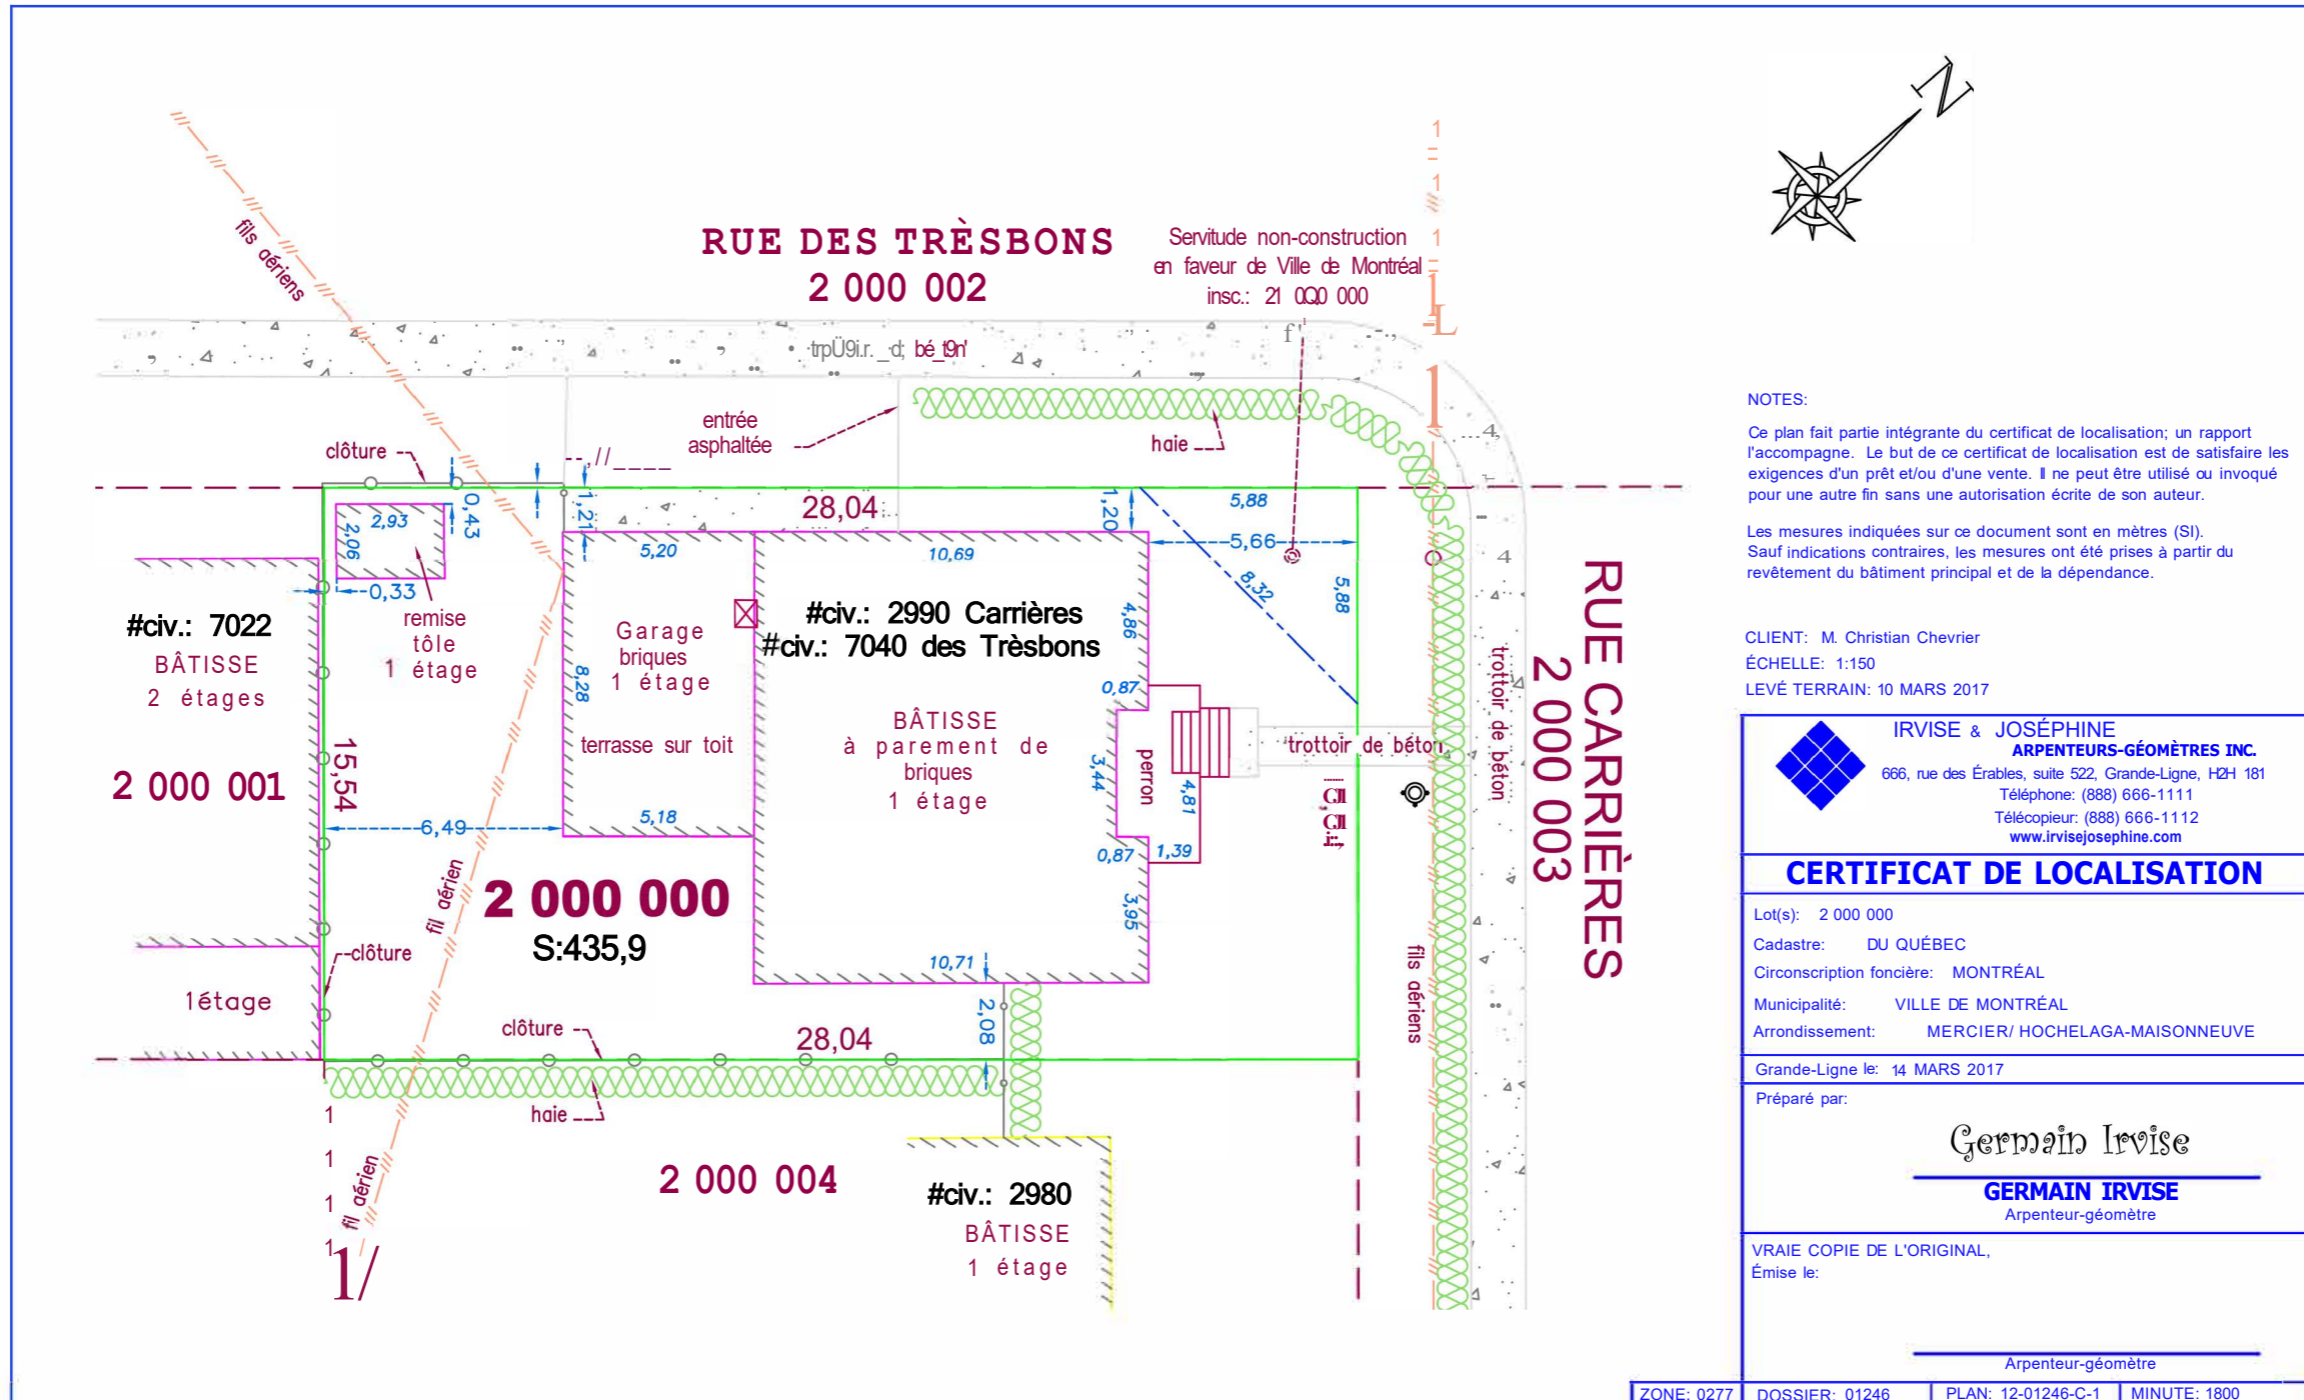 N
RUE DES TRÈSBONS
2 000 002
Servitude non-construction
en faveur de Ville de Montréal
insc.: 21 000 000
fils aériens
entrée
asphaltée
haie
clôture
28,04
5,88
0,43
1,21
1,20
2,93
2,06
0,33
5,20
10,69
5,66
8,32
5,88
#civ.: 7022
BÂTISSE
2 étages
2 000 001
remise
tôle
1 étage
Garage
briques
1 étage
terrasse sur toit
8,28
5,18
#civ.: 2990 Carrières
#civ.: 7040 des Trèsbons
BÂTISSE
à parement de
briques
1 étage
4,86
0,87
3,44
perron
4,81
0,87
1,39
3,95
trottoir de béton
trottoir de béton
RUE CARRIÈRES
2 000 003
fils aériens
15,54
6,49
fil aérien
2 000 000
S:435,9
10,71
2,08
clôture
1étage
clôture
28,04
haie
fil aérien
2 000 004
#civ.: 2980
BÂTISSE
1 étage
NOTES:
Ce plan fait partie intégrante du certificat de localisation; un rapport
l'accompagne. Le but de ce certificat de localisation est de satisfaire les
exigences d'un prêt et/ou d'une vente. Il ne peut être utilisé ou invoqué
pour une autre fin sans une autorisation écrite de son auteur.
Les mesures indiquées sur ce document sont en mètres (SI).
Sauf indications contraires, les mesures ont été prises à partir du
revêtement du bâtiment principal et de la dépendance.
CLIENT: M. Christian Chevrier
ÉCHELLE: 1:150
LEVÉ TERRAIN: 10 MARS 2017
IRVISE & JOSÉPHINE
ARPENTEURS-GÉOMÈTRES INC.
666, rue des Érables, suite 522, Grande-Ligne, H2H 181
Téléphone: (888) 666-1111
Télécopieur: (888) 666-1112
www.irvisejosephine.com
CERTIFICAT DE LOCALISATION
Lot(s): 2 000 000
Cadastre: DU QUÉBEC
Circonscription foncière: MONTRÉAL
Municipalité: VILLE DE MONTRÉAL
Arrondissement: MERCIER/ HOCHELAGA-MAISONNEUVE
Grande-Ligne le: 14 MARS 2017
Préparé par:
Germain Irvise
GERMAIN IRVISE
Arpenteur-géomètre
VRAIE COPIE DE L'ORIGINAL,
Émise le:
Arpenteur-géomètre
ZONE: 0277
DOSSIER: 01246
PLAN: 12-01246-C-1
MINUTE: 1800